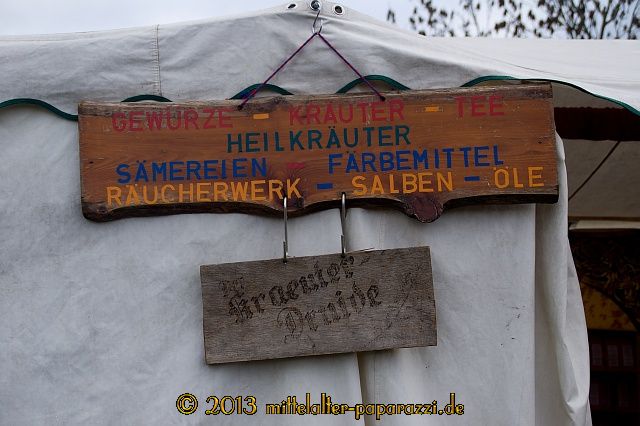 GEWÜRZE - KRÄUTER - TEE
HEILKRÄUTER
SÄMEREIEN - FÄRBEMITTEL
RÄUCHERWERK - SALBEN - ÖLE
Kraeuter-
Druide
© 2013 mittelalter-paparazzi.de